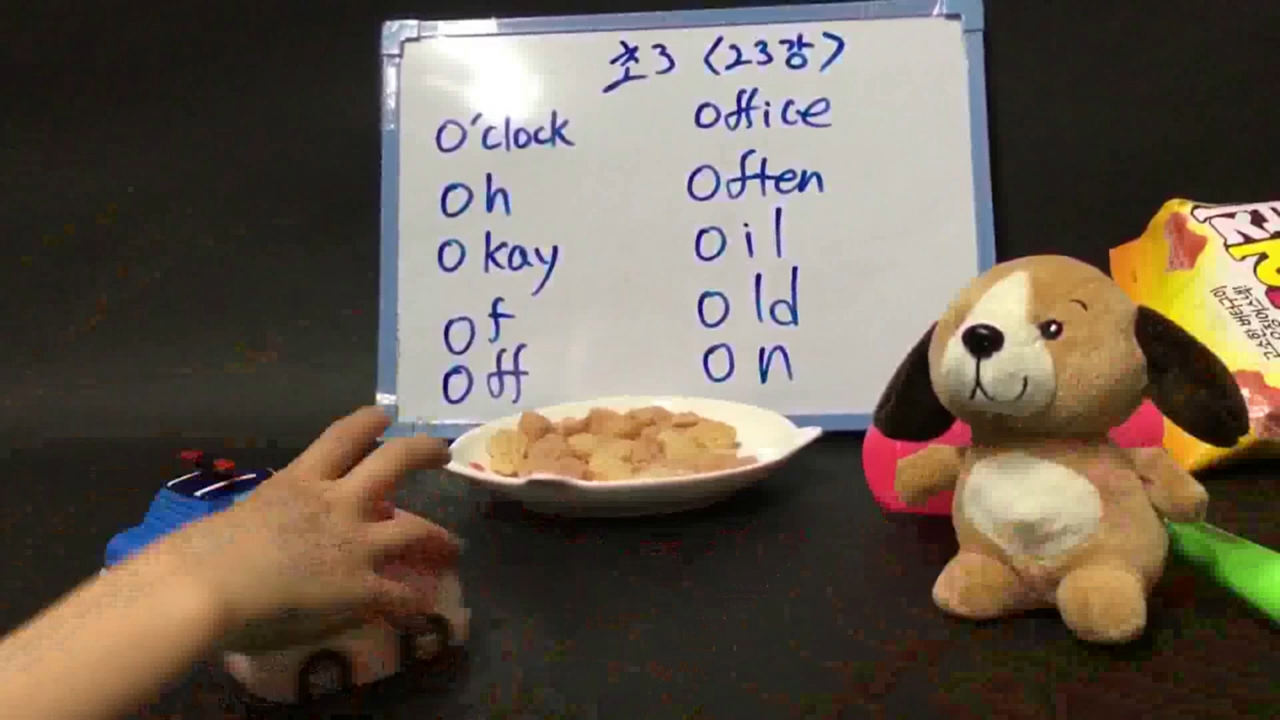 초3 <23강>
O'clock
Oh
Okay
Of
Off
Office
Often
Oil
Old
On